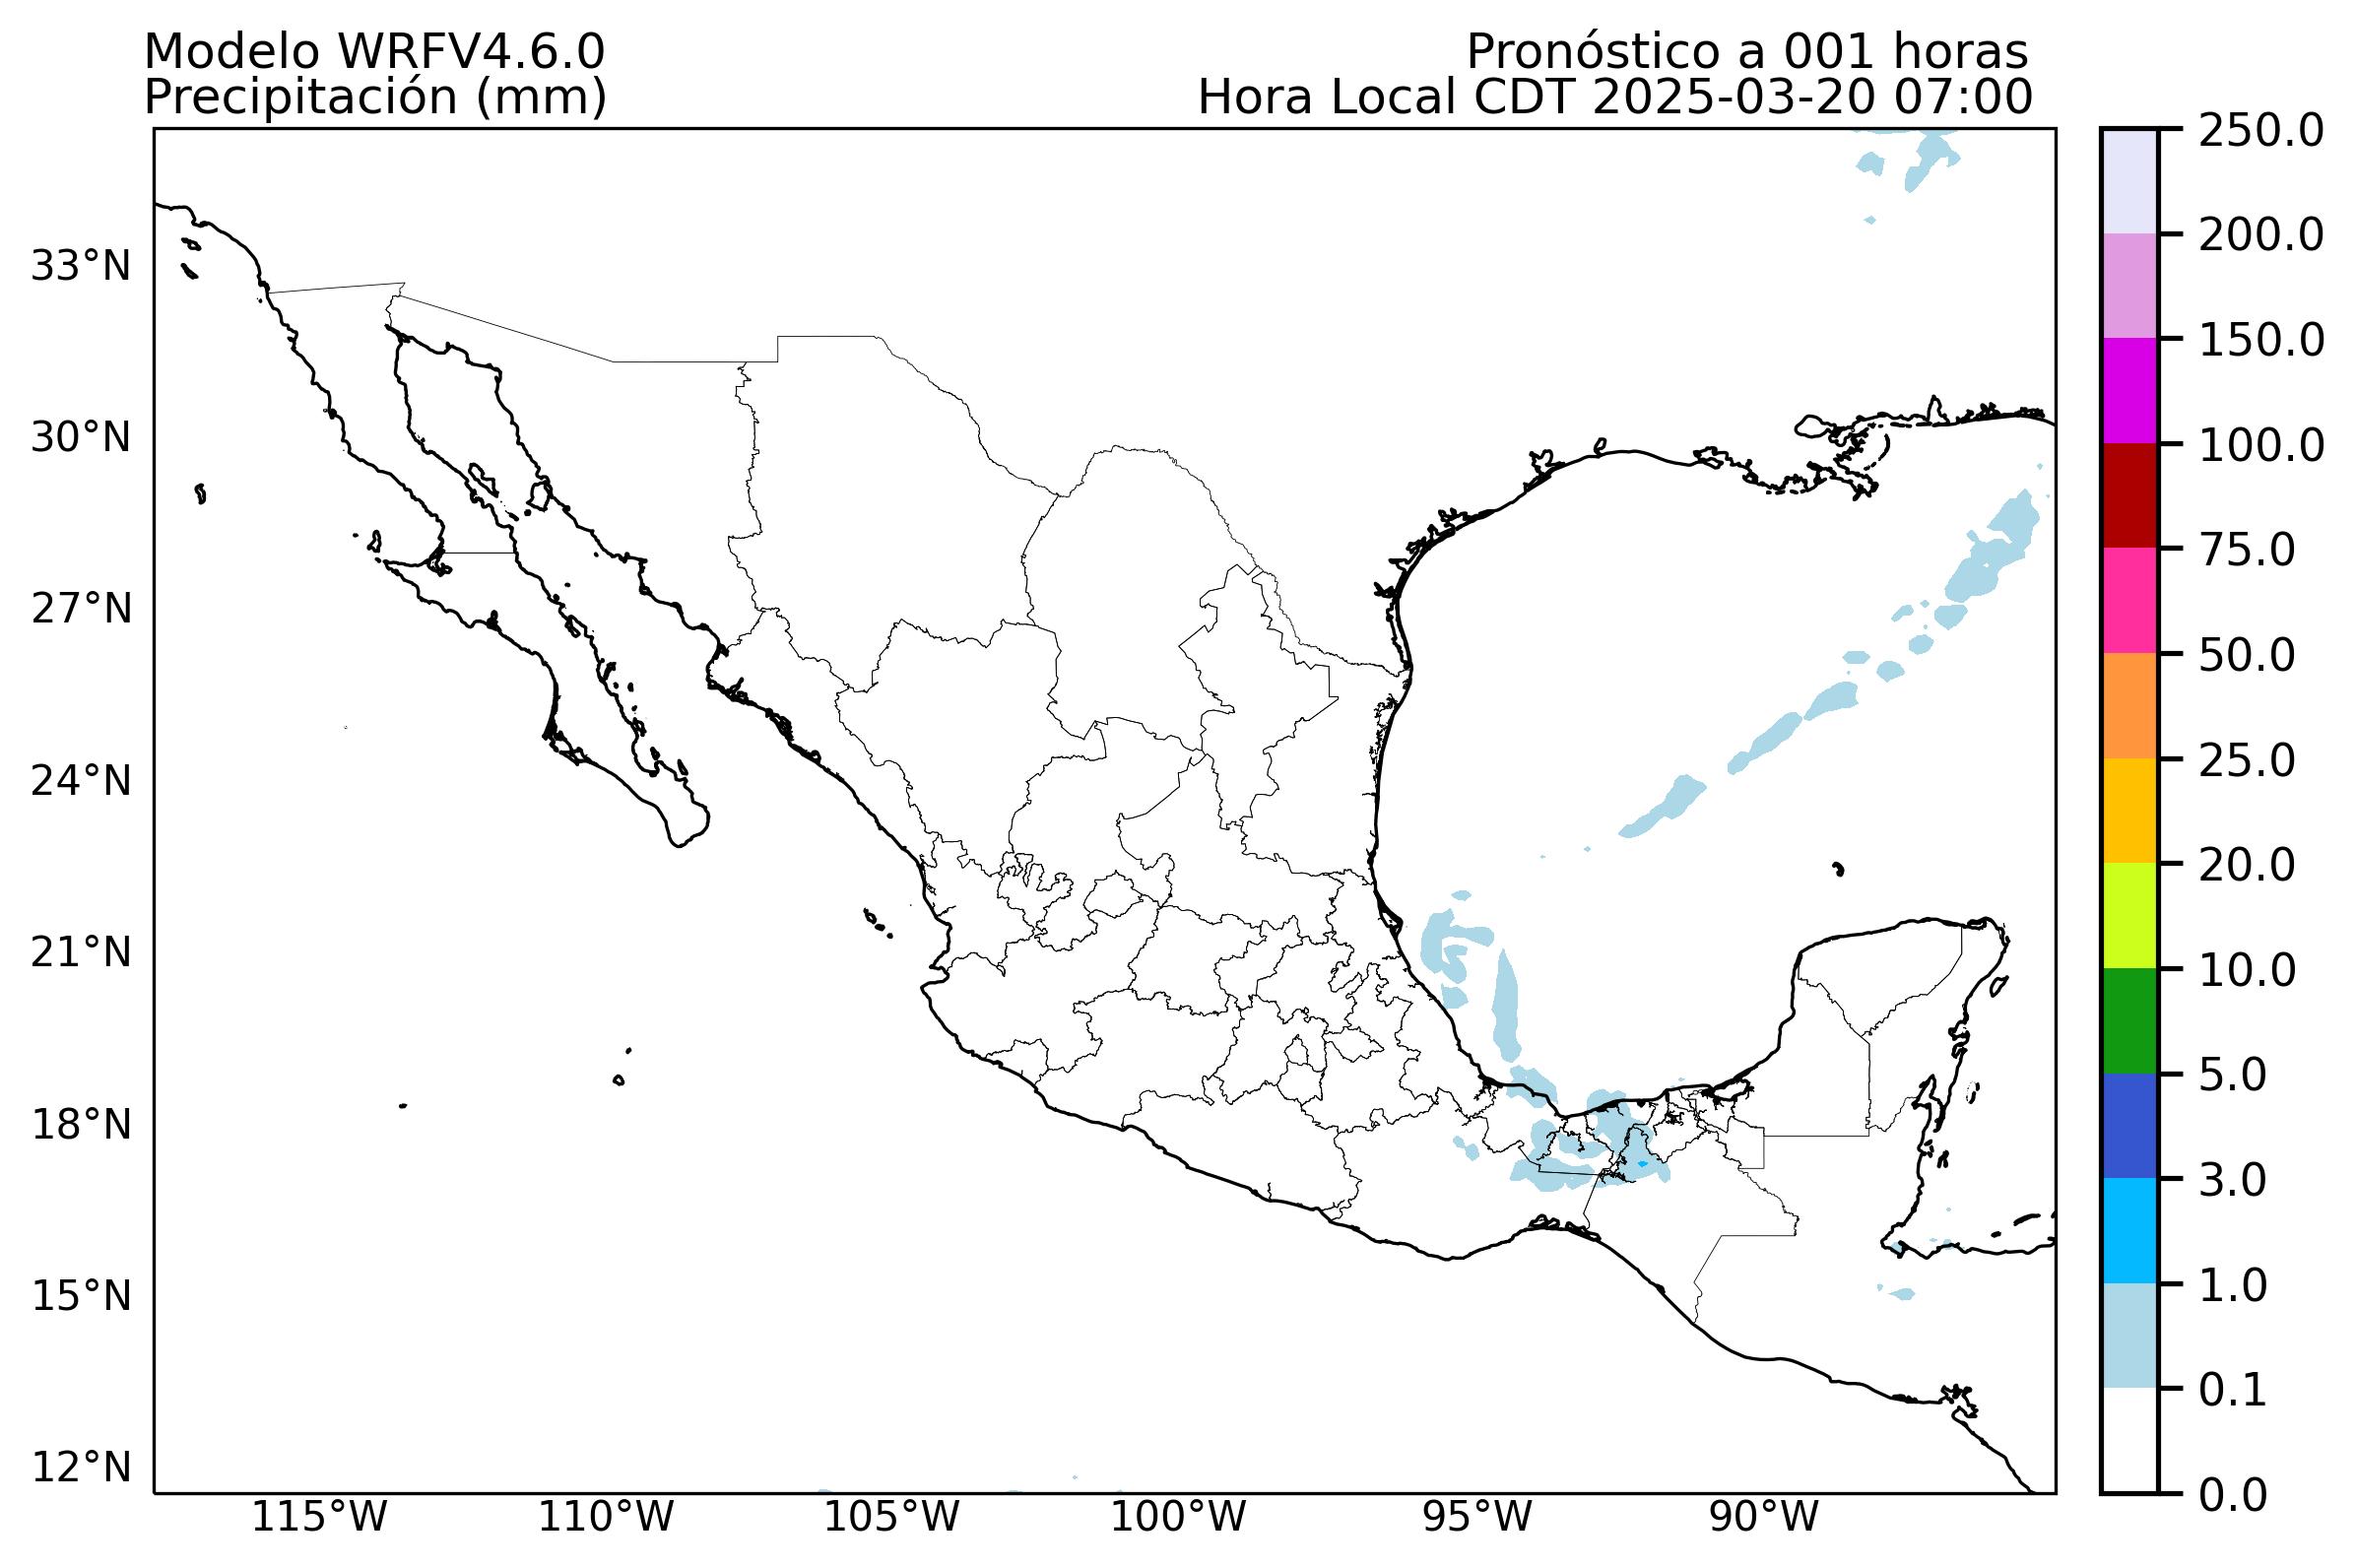 Modelo WRFV4.6.0
Precipitación (mm)
Pronóstico a 001 horas
Hora Local CDT 2025-03-20 07:00
33°N
30°N
27°N
24°N
21°N
18°N
15°N
12°N
115°W
110°W
105°W
100°W
95°W
90°W
250.0
200.0
150.0
100.0
75.0
50.0
25.0
20.0
10.0
5.0
3.0
1.0
0.1
0.0